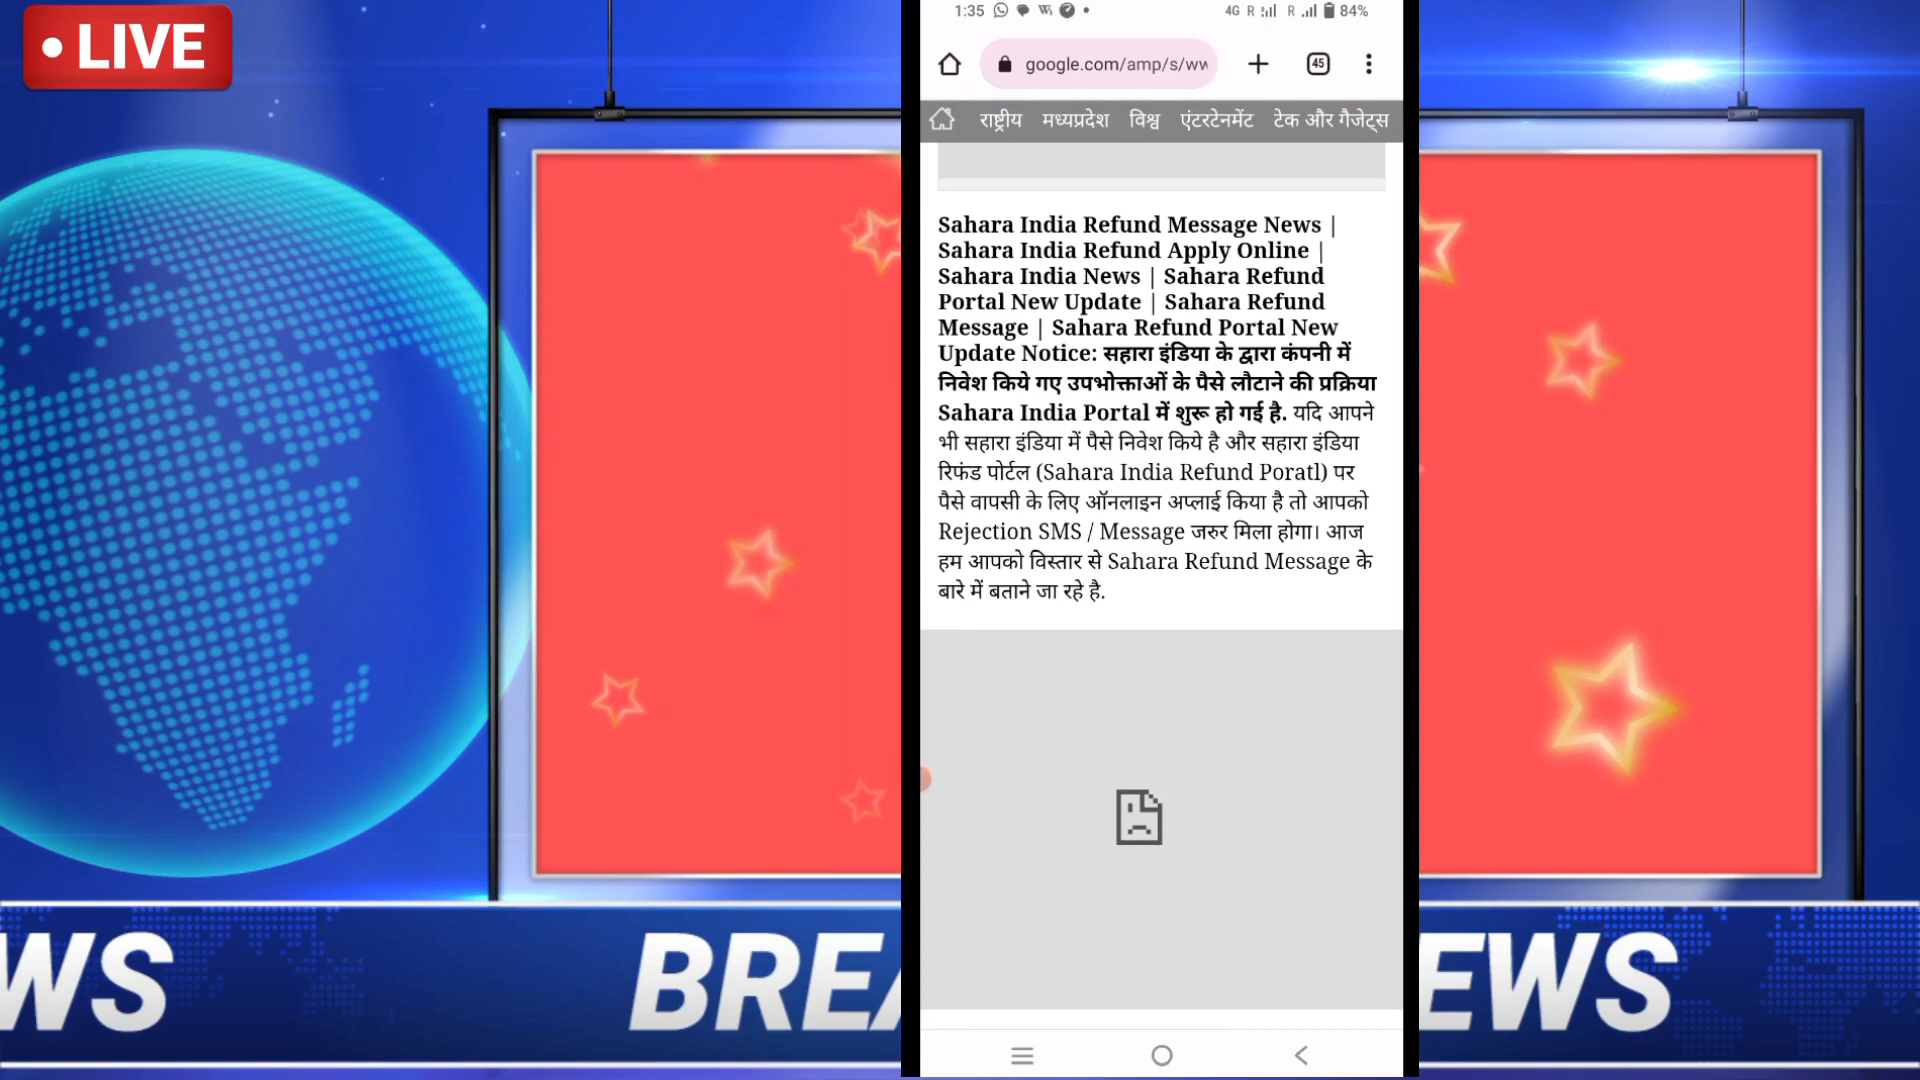 LIVE
1:35
4G R R 84%
google.com/amp/s/ww
45
राष्ट्रीय मध्यप्रदेश विश्व एंटरटेनमेंट टेक और गैजेट्स
Sahara India Refund Message News |
Sahara India Refund Apply Online |
Sahara India News | Sahara Refund
Portal New Update | Sahara Refund
Message | Sahara Refund Portal New
Update Notice: सहारा इंडिया के द्वारा कंपनी में
निवेश किये गए उपभोक्ताओं के पैसे लौटाने की प्रक्रिया
Sahara India Portal में शुरू हो गई है. यदि आपने
भी सहारा इंडिया में पैसे निवेश किये है और सहारा इंडिया
रिफंड पोर्टल (Sahara India Refund Poratl) पर
पैसे वापसी के लिए ऑनलाइन अप्लाई किया है तो आपको
Rejection SMS / Message जरुर मिला होगा। आज
हम आपको विस्तार से Sahara Refund Message के
बारे में बताने जा रहे है.
WS BREA EWS